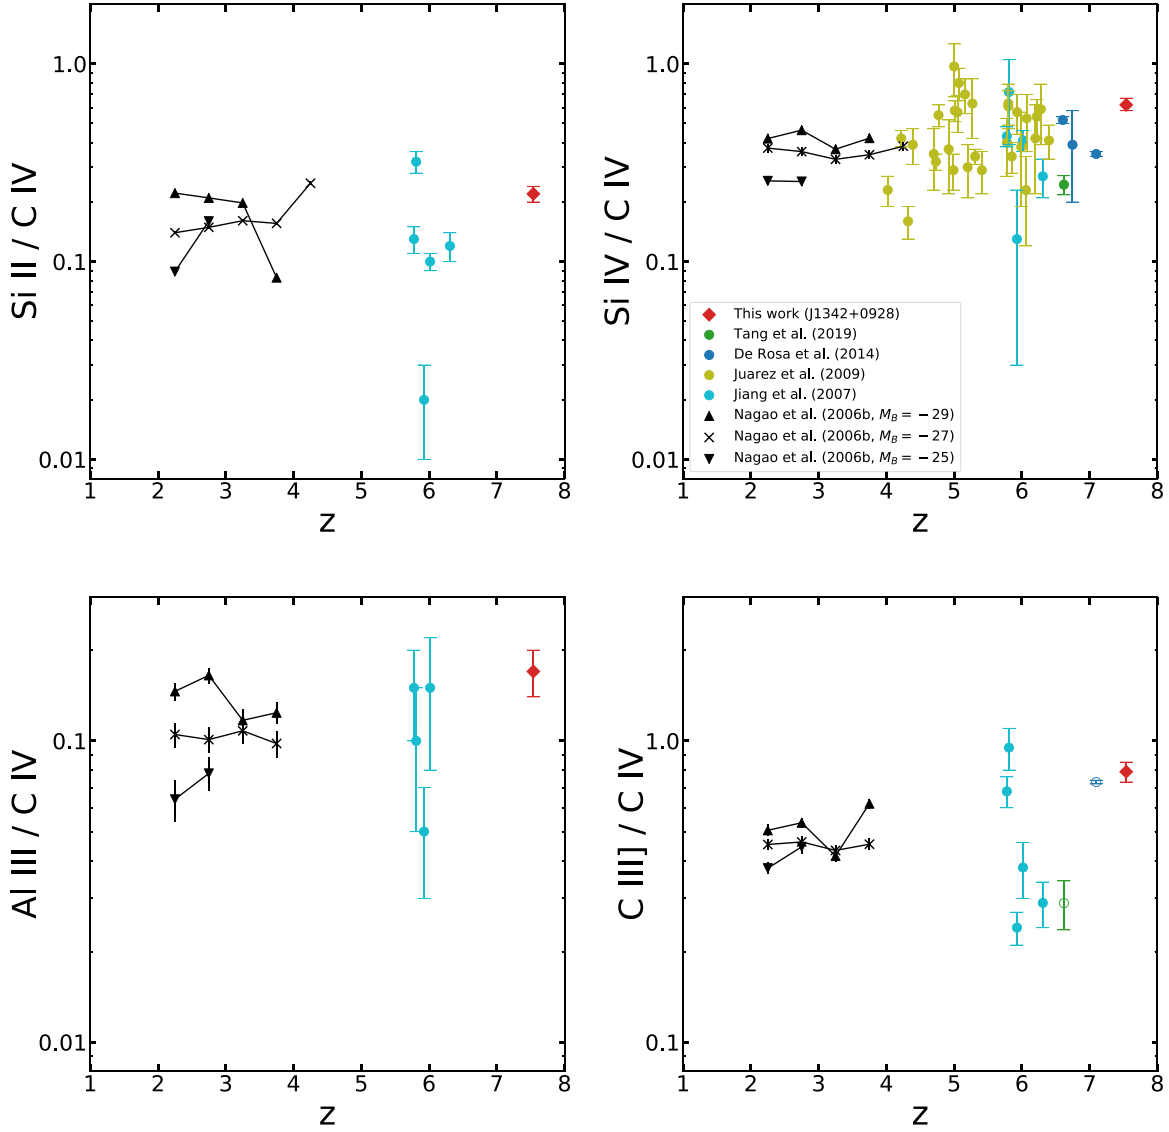 Si II / C IV
1.0
0.1
0.01
1 2 3 4 5 6 7 8
z
Si IV / C IV
1.0
0.1
0.01
This work (J1342+0928)
Tang et al. (2019)
De Rosa et al. (2014)
Juarez et al. (2009)
Jiang et al. (2007)
Nagao et al. (2006b, M_B = −29)
Nagao et al. (2006b, M_B = −27)
Nagao et al. (2006b, M_B = −25)
1 2 3 4 5 6 7 8
z
Al III / C IV
0.1
0.01
1 2 3 4 5 6 7 8
z
C III] / C IV
1.0
0.1
1 2 3 4 5 6 7 8
z